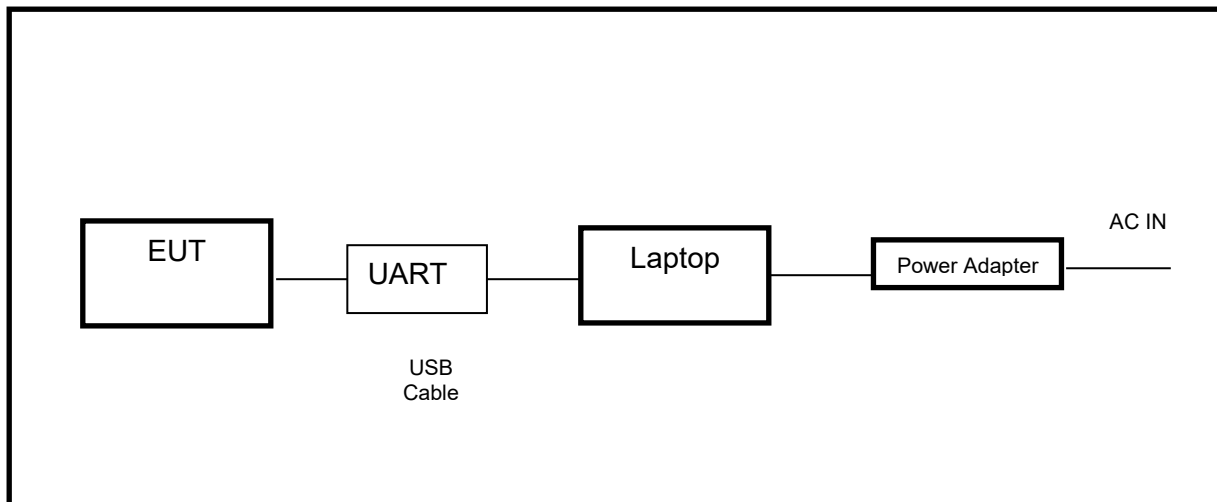 EUT
UART
Laptop
Power Adapter
AC IN
USB
Cable